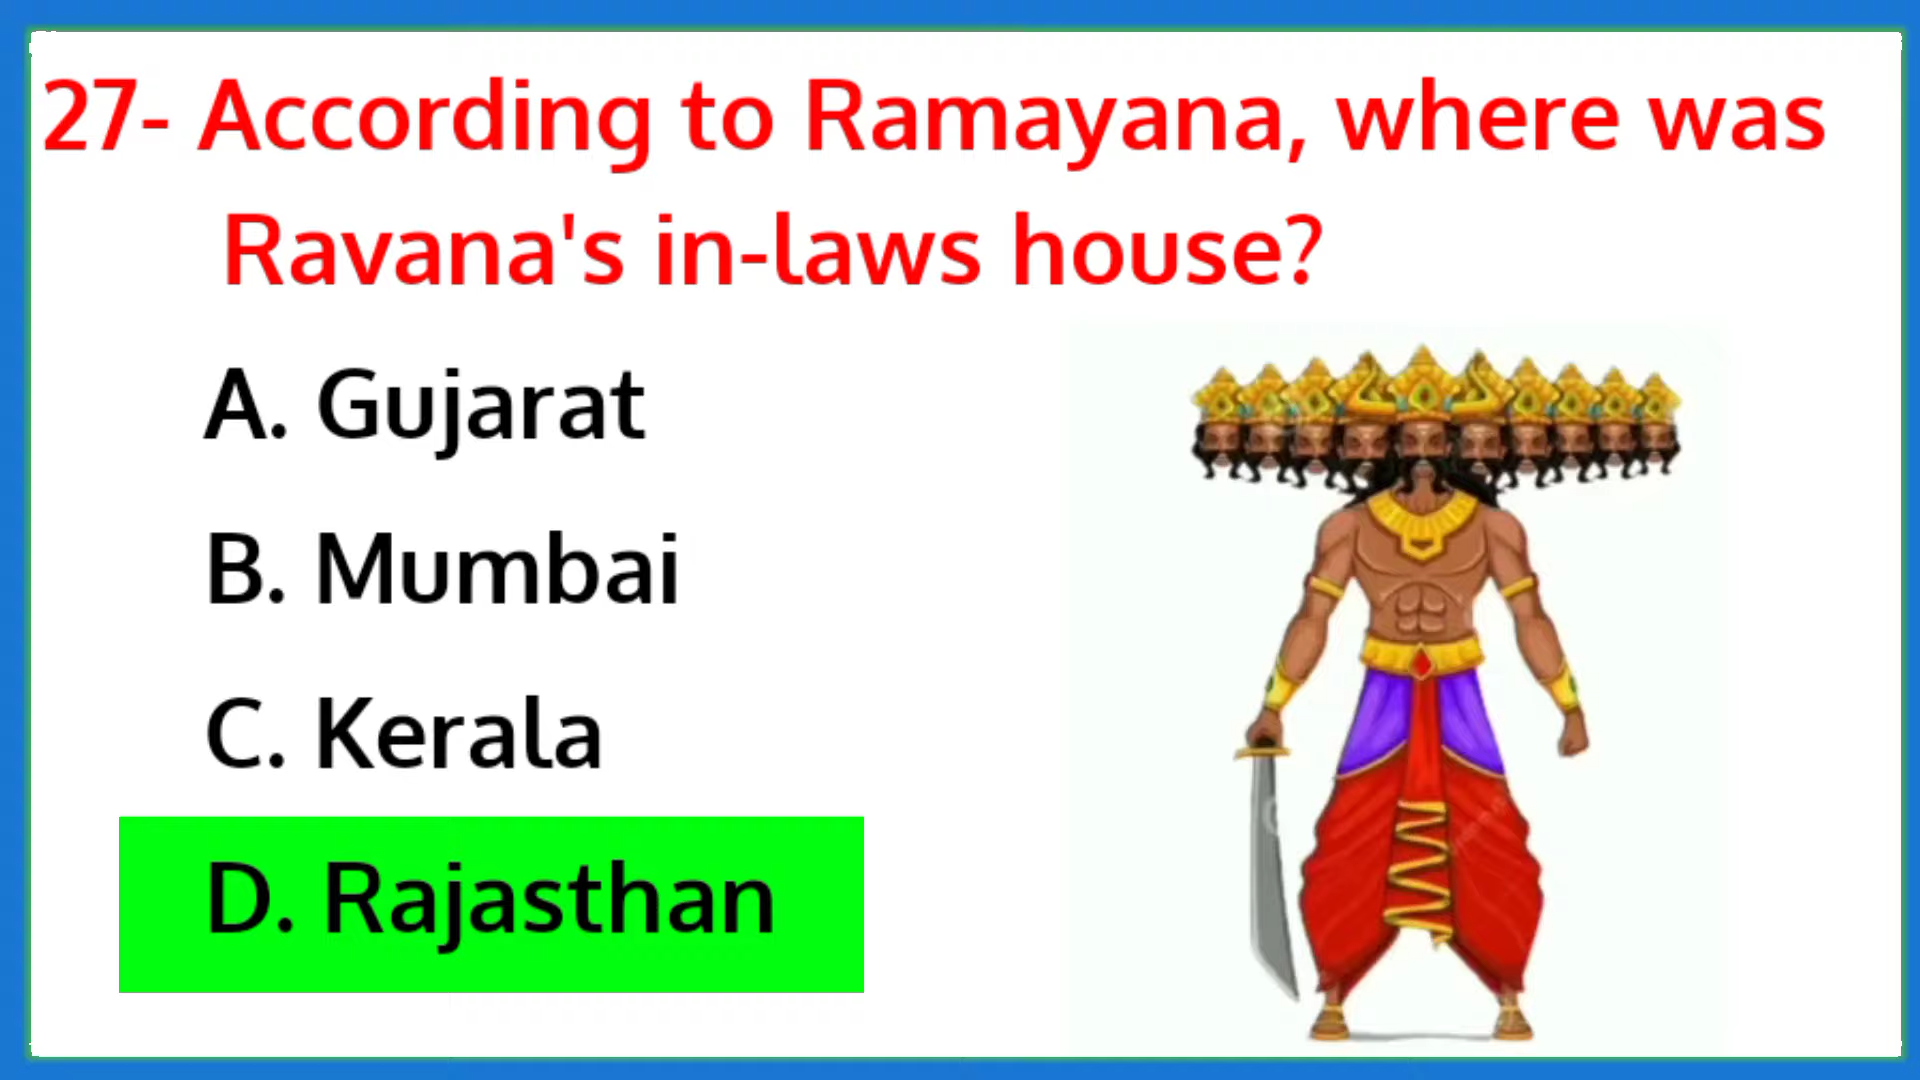 27- According to Ramayana, where was
Ravana's in-laws house?
A. Gujarat
B. Mumbai
C. Kerala
D. Rajasthan